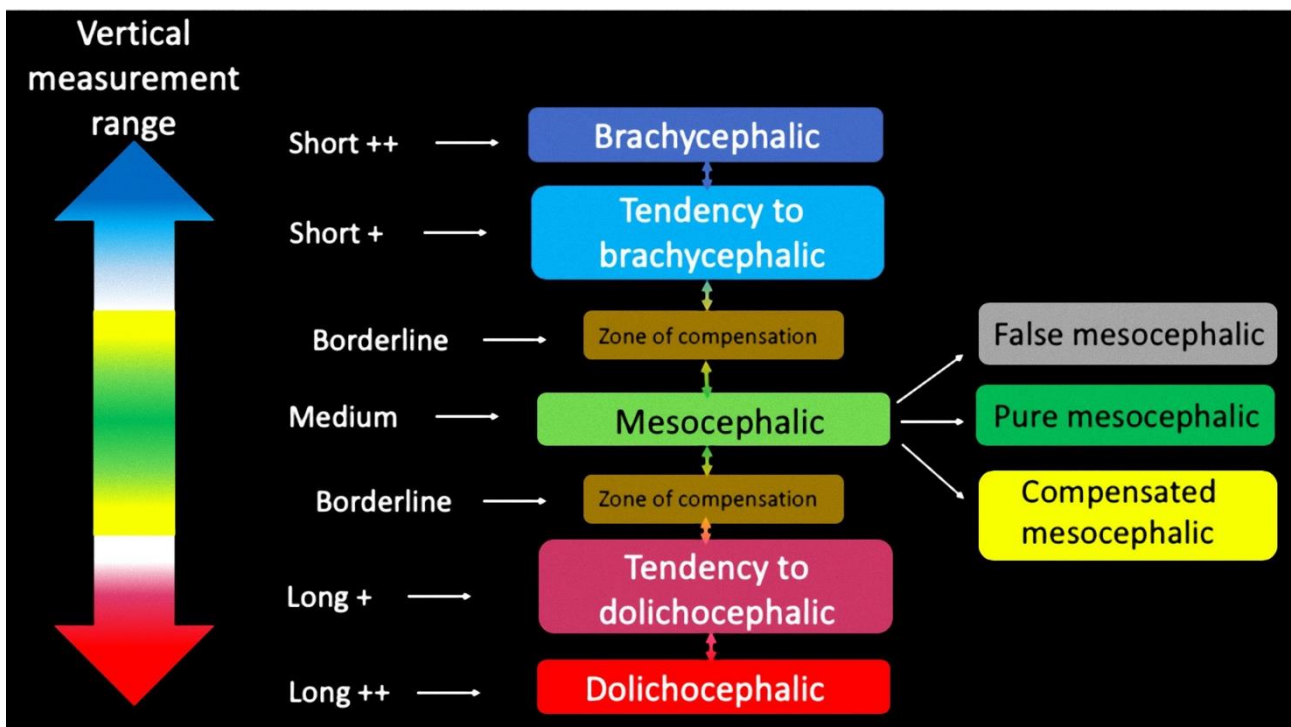 Vertical
measurement
range
Short ++
Brachycephalic
Short +
Tendency to
brachycephalic
Borderline
Zone of compensation
False mesocephalic
Medium
Mesocephalic
Pure mesocephalic
Borderline
Zone of compensation
Compensated
mesocephalic
Long +
Tendency to
dolichocephalic
Long ++
Dolichocephalic